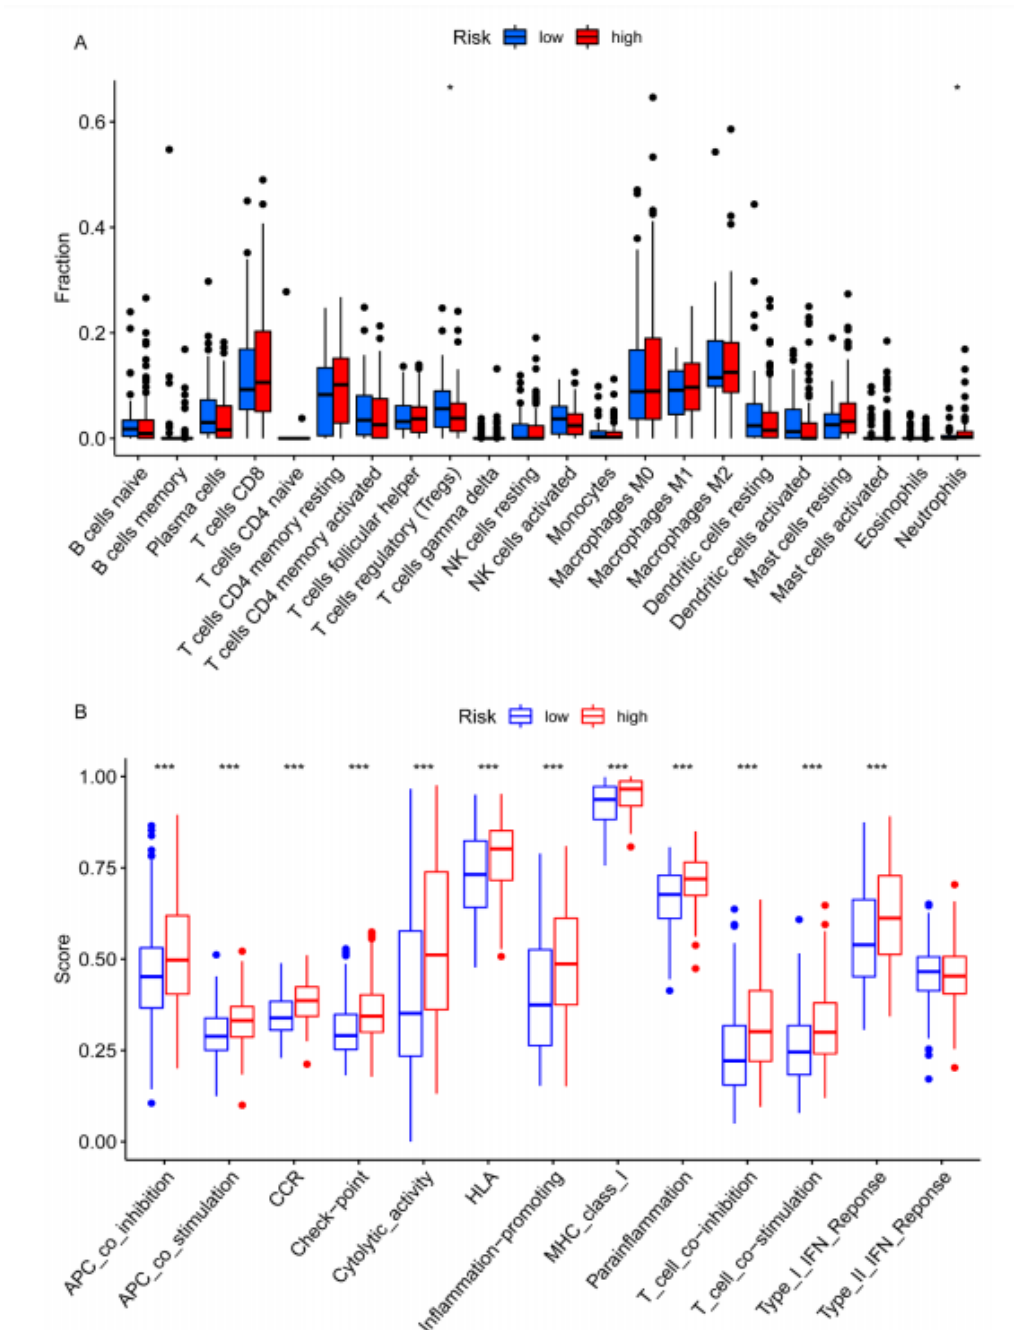 A
Risk low high
* *
Fraction
0.6
0.4
0.2
0.0
B cells naive
B cells memory
Plasma cells
T cells CD8
T cells CD4 naive
T cells CD4 memory resting
T cells CD4 memory activated
T cells follicular helper
T cells regulatory (Tregs)
T cells gamma delta
NK cells resting
NK cells activated
Monocytes
Macrophages M0
Macrophages M1
Macrophages M2
Dendritic cells resting
Dendritic cells activated
Mast cells resting
Mast cells activated
Eosinophils
Neutrophils
B
Risk low high
*** *** *** *** *** *** *** *** *** *** *** ***
Score
1.00
0.75
0.50
0.25
0.00
APC_co_inhibition
APC_co_stimulation
CCR
Check-point
Cytolytic_activity
HLA
Inflammation-promoting
MHC_class_I
Parainflammation
T_cell_co-inhibition
T_cell_co-stimulation
Type_I_IFN_Reponse
Type_II_IFN_Reponse